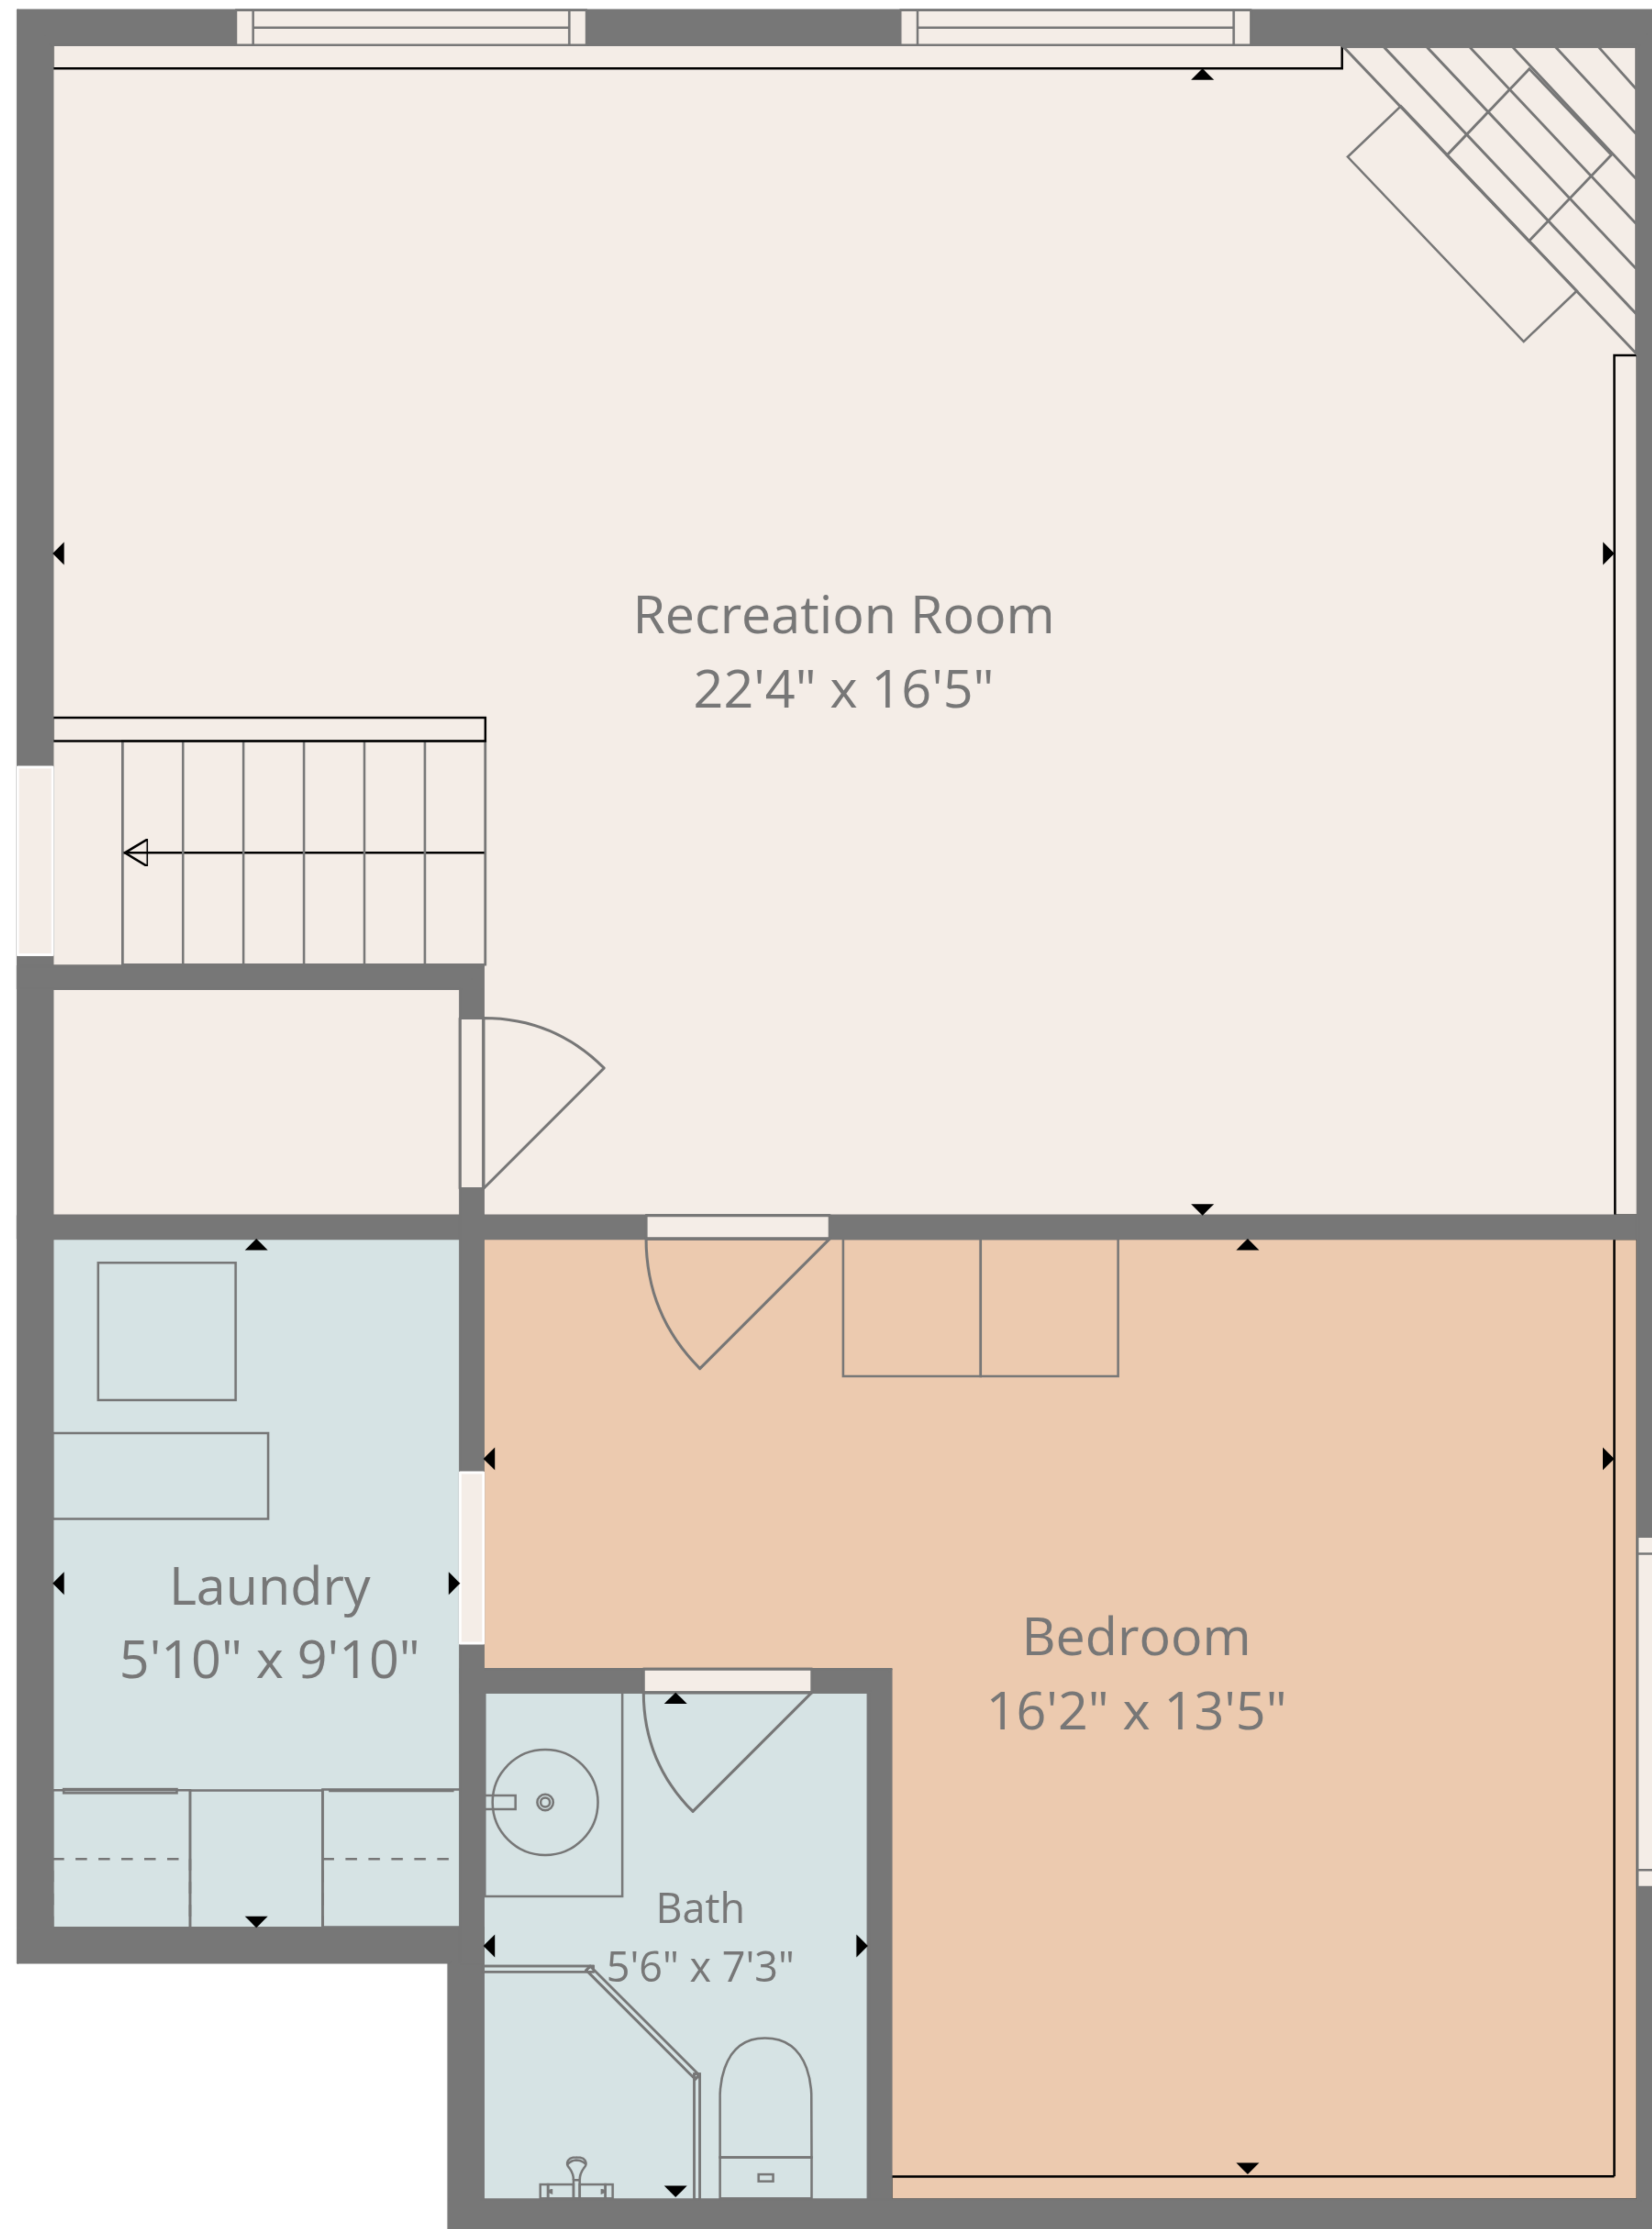 Recreation Room
22'4" x 16'5"
Laundry
5'10" x 9'10"
Bedroom
16'2" x 13'5"
Bath
5'6" x 7'3"